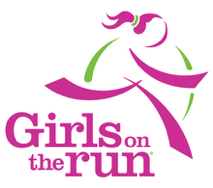 Girls on
the run